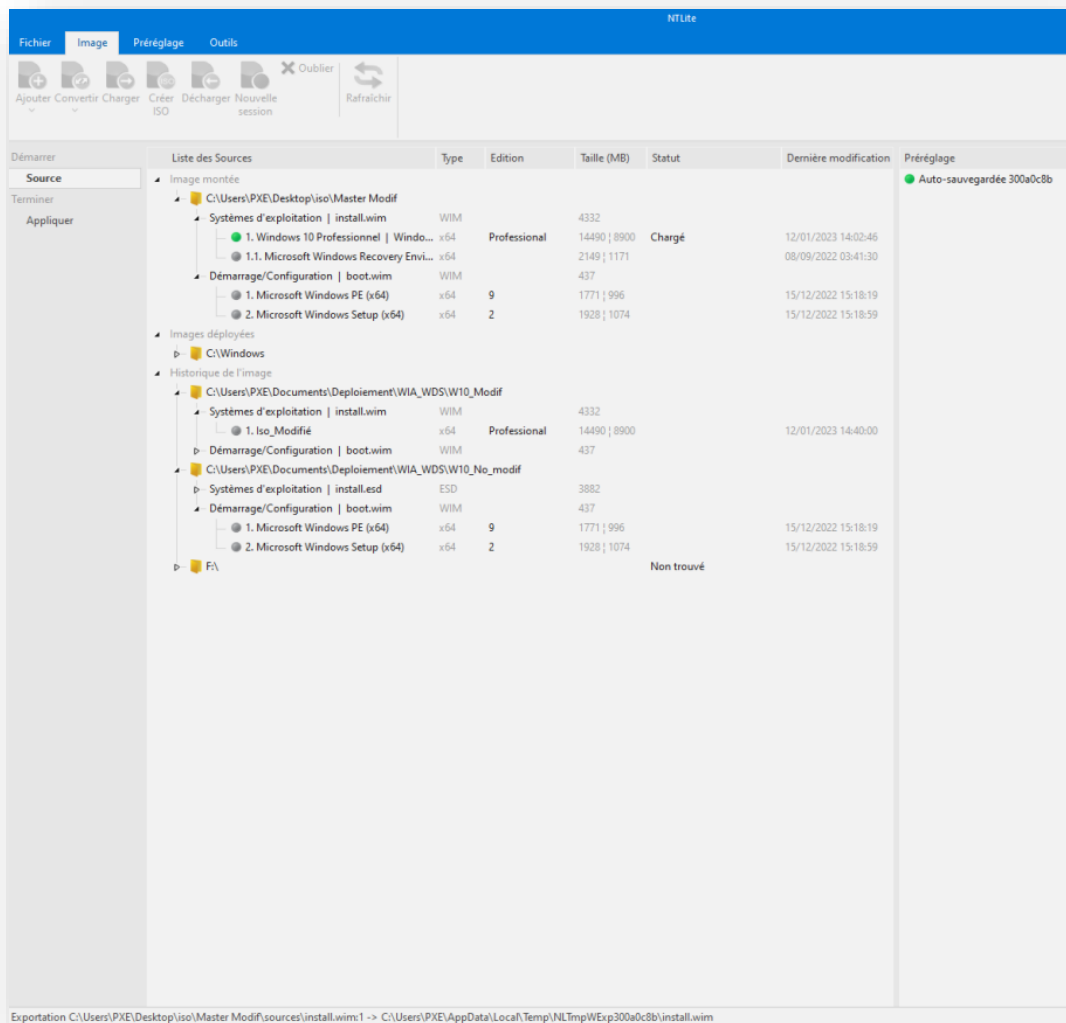 NTLite
Fichier Image Préréglage Outils
Ajouter Convertir Charger Créer ISO Décharger Nouvelle session Oublier Rafraîchir
Démarrer Liste des Sources Type Edition Taille (MB) Statut Dernière modification Préréglage
Source Image montée Auto-sauvegardée 300a0c8b
Terminer C:\Users\PXE\Desktop\iso\Master Modif
Appliquer Systèmes d'exploitation | install.wim WIM 4332
1. Windows 10 Professionnel | Windo... x64 Professional 14490 ¦ 8900 Chargé 12/01/2023 14:02:46
1.1. Microsoft Windows Recovery Envi... x64 2149 ¦ 1171 08/09/2022 03:41:30
Démarrage/Configuration | boot.wim WIM 437
1. Microsoft Windows PE (x64) x64 9 1771 ¦ 996 15/12/2022 15:18:19
2. Microsoft Windows Setup (x64) x64 2 1928 ¦ 1074 15/12/2022 15:18:59
Images déployées
C:\Windows
Historique de l'image
C:\Users\PXE\Documents\Deploiement\WIA_WDS\W10_Modif
Systèmes d'exploitation | install.wim WIM 4332
1. Iso_Modifié x64 Professional 14490 ¦ 8900 12/01/2023 14:40:00
Démarrage/Configuration | boot.wim WIM 437
C:\Users\PXE\Documents\Deploiement\WIA_WDS\W10_No_modif
Systèmes d'exploitation | install.esd ESD 3882
Démarrage/Configuration | boot.wim WIM 437
1. Microsoft Windows PE (x64) x64 9 1771 ¦ 996 15/12/2022 15:18:19
2. Microsoft Windows Setup (x64) x64 2 1928 ¦ 1074 15/12/2022 15:18:59
F:\ Non trouvé
Exportation C:\Users\PXE\Desktop\iso\Master Modif\sources\install.wim:1 -> C:\Users\PXE\AppData\Local\Temp\NLTmpWExp300a0c8b\install.wim